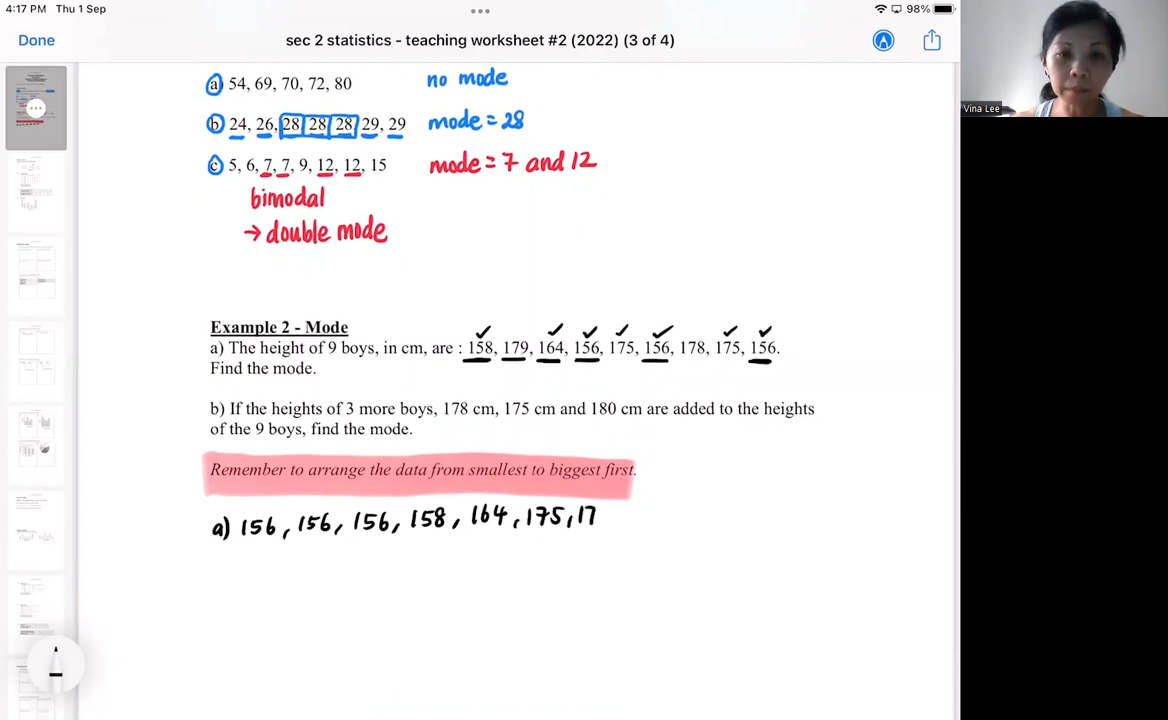 4:17 PM Thu 1 Sep
98%
Done
sec 2 statistics - teaching worksheet #2 (2022) (3 of 4)
Vina Lee
a) 54, 69, 70, 72, 80 no mode
b) 24, 26, 28, 28, 28, 29, 29 mode = 28
c) 5, 6, 7, 7, 9, 12, 12, 15 mode = 7 and 12
bimodal
→ double mode
Example 2 - Mode
a) The height of 9 boys, in cm, are : 158, 179, 164, 156, 175, 156, 178, 175, 156.
Find the mode.
b) If the heights of 3 more boys, 178 cm, 175 cm and 180 cm are added to the heights
of the 9 boys, find the mode.
Remember to arrange the data from smallest to biggest first.
a) 156, 156, 156, 158, 164, 175, 17